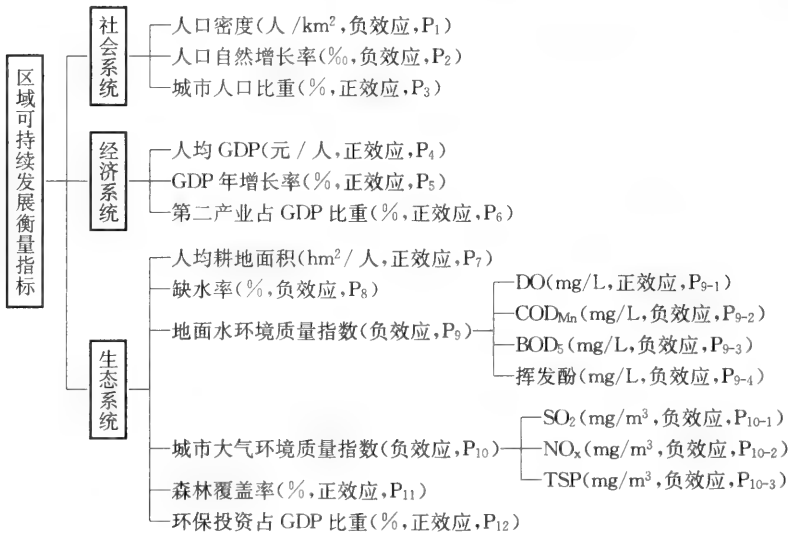 区域可持续发展衡量指标
社会系统
人口密度(人/km²,负效应,P₁)
人口自然增长率(‰,负效应,P₂)
城市人口比重(%,正效应,P₃)
经济系统
人均GDP(元/人,正效应,P₄)
GDP年增长率(%,正效应,P₅)
第二产业占GDP比重(%,正效应,P₆)
生态系统
人均耕地面积(hm²/人,正效应,P₇)
缺水率(%,负效应,P₈)
地面水环境质量指数(负效应,P₉)
DO(mg/L,正效应,P₉₋₁)
CODMn(mg/L,负效应,P₉₋₂)
BOD₅(mg/L,负效应,P₉₋₃)
挥发酚(mg/L,负效应,P₉₋₄)
城市大气环境质量指数(负效应,P₁₀)
SO₂(mg/m³,负效应,P₁₀₋₁)
NOₓ(mg/m³,负效应,P₁₀₋₂)
TSP(mg/m³,负效应,P₁₀₋₃)
森林覆盖率(%,正效应,P₁₁)
环保投资占GDP比重(%,正效应,P₁₂)